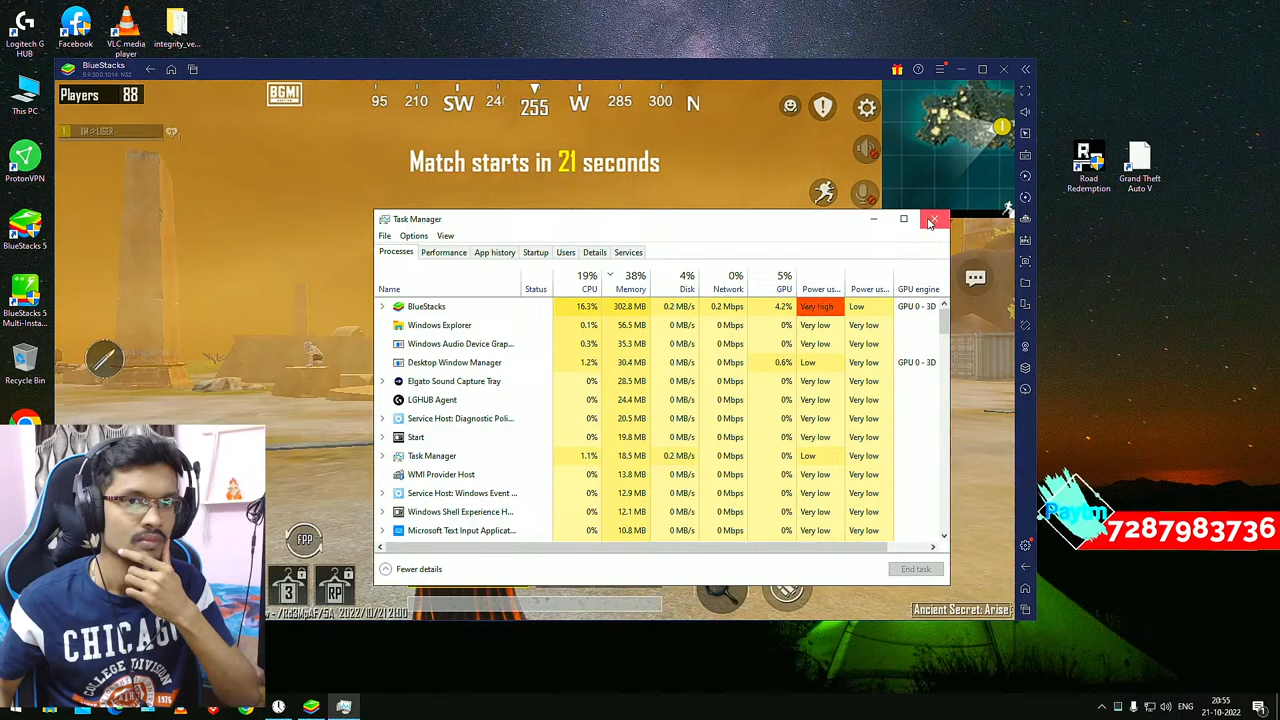 Logitech G HUB
Facebook
VLC media player
integrity_ve...
This PC
ProtonVPN
BlueStacks 5
BlueStacks 5 Multi-Insta...
Recycle Bin
BlueStacks
5.9.300.1014 N32
Players 88
BGMI
95 210 SW 24 255 W 285 300 N
Match starts in 21 seconds
1
Road Redemption
Grand Theft Auto V
Task Manager
File Options View
Processes Performance App history Startup Users Details Services
19% 38% 4% 0% 5%
Name Status CPU Memory Disk Network GPU Power us... Power us... GPU engine
BlueStacks 16.3% 302.8 MB 0.2 MB/s 0.2 Mbps 4.2% Very high Low GPU 0 - 3D
Windows Explorer 0.1% 56.5 MB 0 MB/s 0 Mbps 0% Very low Very low
Windows Audio Device Grap... 0.3% 35.3 MB 0 MB/s 0 Mbps 0% Very low Very low
Desktop Window Manager 1.2% 30.4 MB 0 MB/s 0 Mbps 0.6% Low Very low GPU 0 - 3D
Elgato Sound Capture Tray 0% 28.5 MB 0 MB/s 0 Mbps 0% Very low Very low
LGHUB Agent 0% 24.4 MB 0 MB/s 0 Mbps 0% Very low Very low
Service Host: Diagnostic Poli... 0% 20.5 MB 0 MB/s 0 Mbps 0% Very low Very low
Start 0% 19.8 MB 0 MB/s 0 Mbps 0% Very low Very low
Task Manager 1.1% 18.5 MB 0.2 MB/s 0 Mbps 0% Low Very low
WMI Provider Host 0% 13.8 MB 0 MB/s 0 Mbps 0% Very low Very low
Service Host: Windows Event ... 0% 12.9 MB 0 MB/s 0 Mbps 0% Very low Very low
Windows Shell Experience H... 0% 12.1 MB 0 MB/s 0 Mbps 0% Very low Very low
Microsoft Text Input Applicat... 0% 10.8 MB 0 MB/s 0 Mbps 0% Very low Very low
Fewer details End task
Paytm
7287983736
FPP
3 RP
2022/10/21
Ancient Secret: Arise
CHICAGO
COLLEGE DIVISION
1976
ENG
20:55
21-10-2022